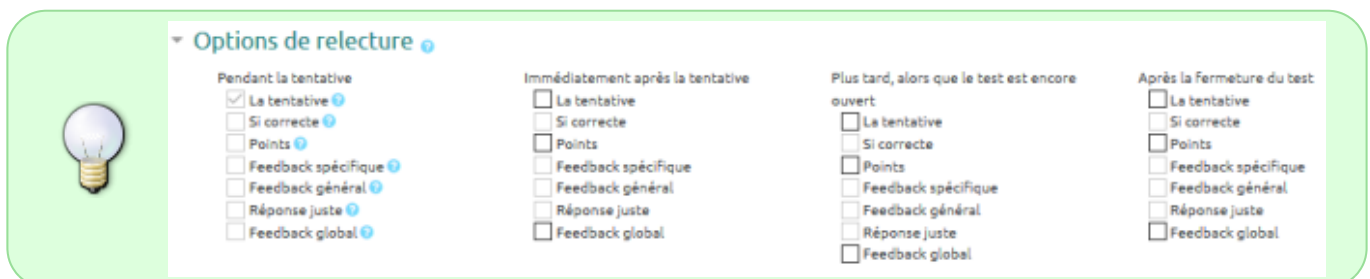 Options de relecture
Pendant la tentative
La tentative
Si correcte
Points
Feedback spécifique
Feedback général
Réponse juste
Feedback global
Immédiatement après la tentative
La tentative
Si correcte
Points
Feedback spécifique
Feedback général
Réponse juste
Feedback global
Plus tard, alors que le test est encore
ouvert
La tentative
Si correcte
Points
Feedback spécifique
Feedback général
Réponse juste
Feedback global
Après la fermeture du test
La tentative
Si correcte
Points
Feedback spécifique
Feedback général
Réponse juste
Feedback global